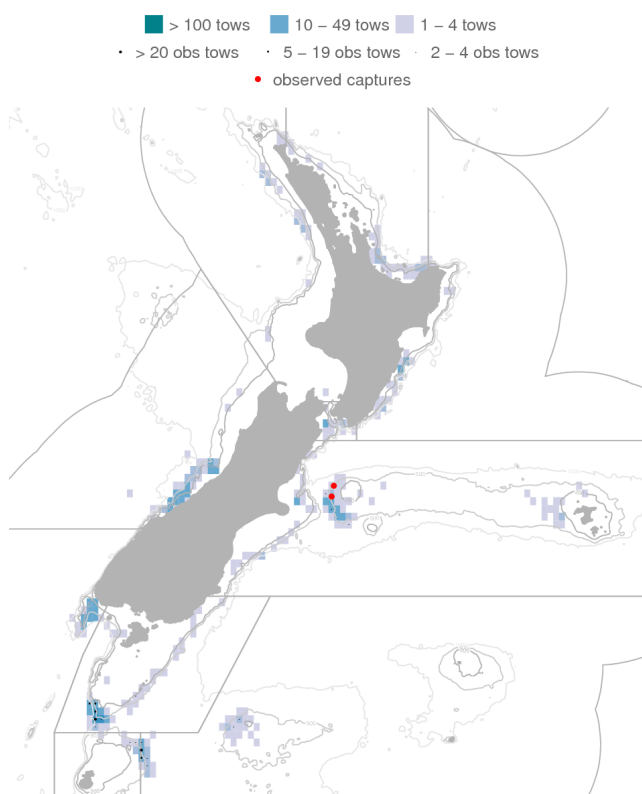 > 100 tows 10 – 49 tows 1 – 4 tows
> 20 obs tows 5 – 19 obs tows 2 – 4 obs tows
observed captures